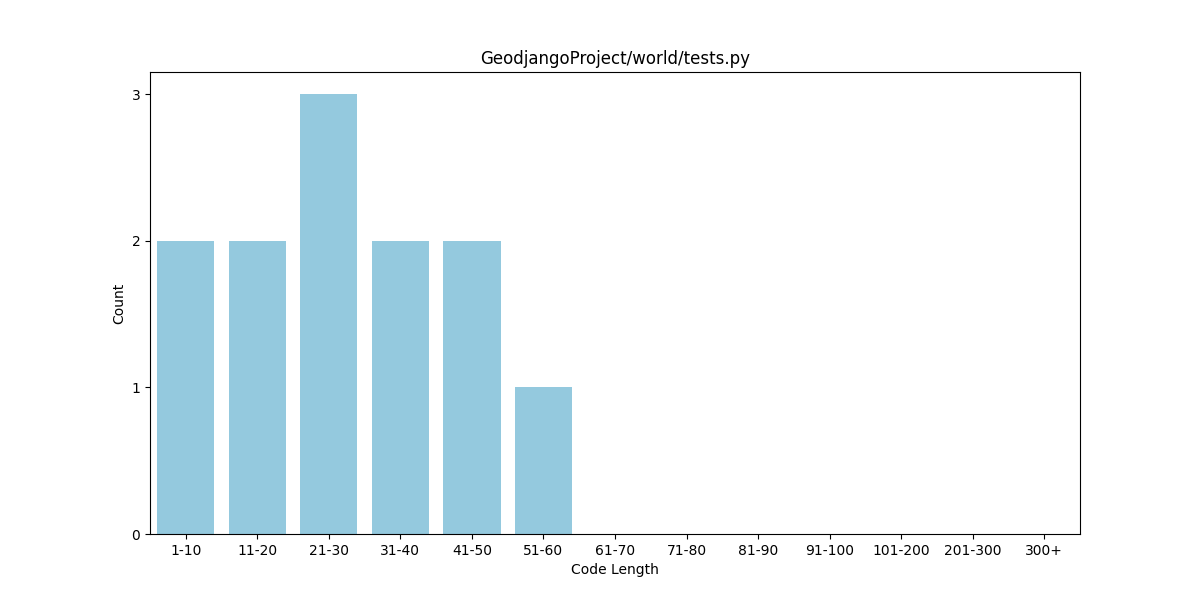 GeodjangoProject/world/tests.py
Count
3
2
1
0
1-10 11-20 21-30 31-40 41-50 51-60 61-70 71-80 81-90 91-100 101-200 201-300 300+
Code Length